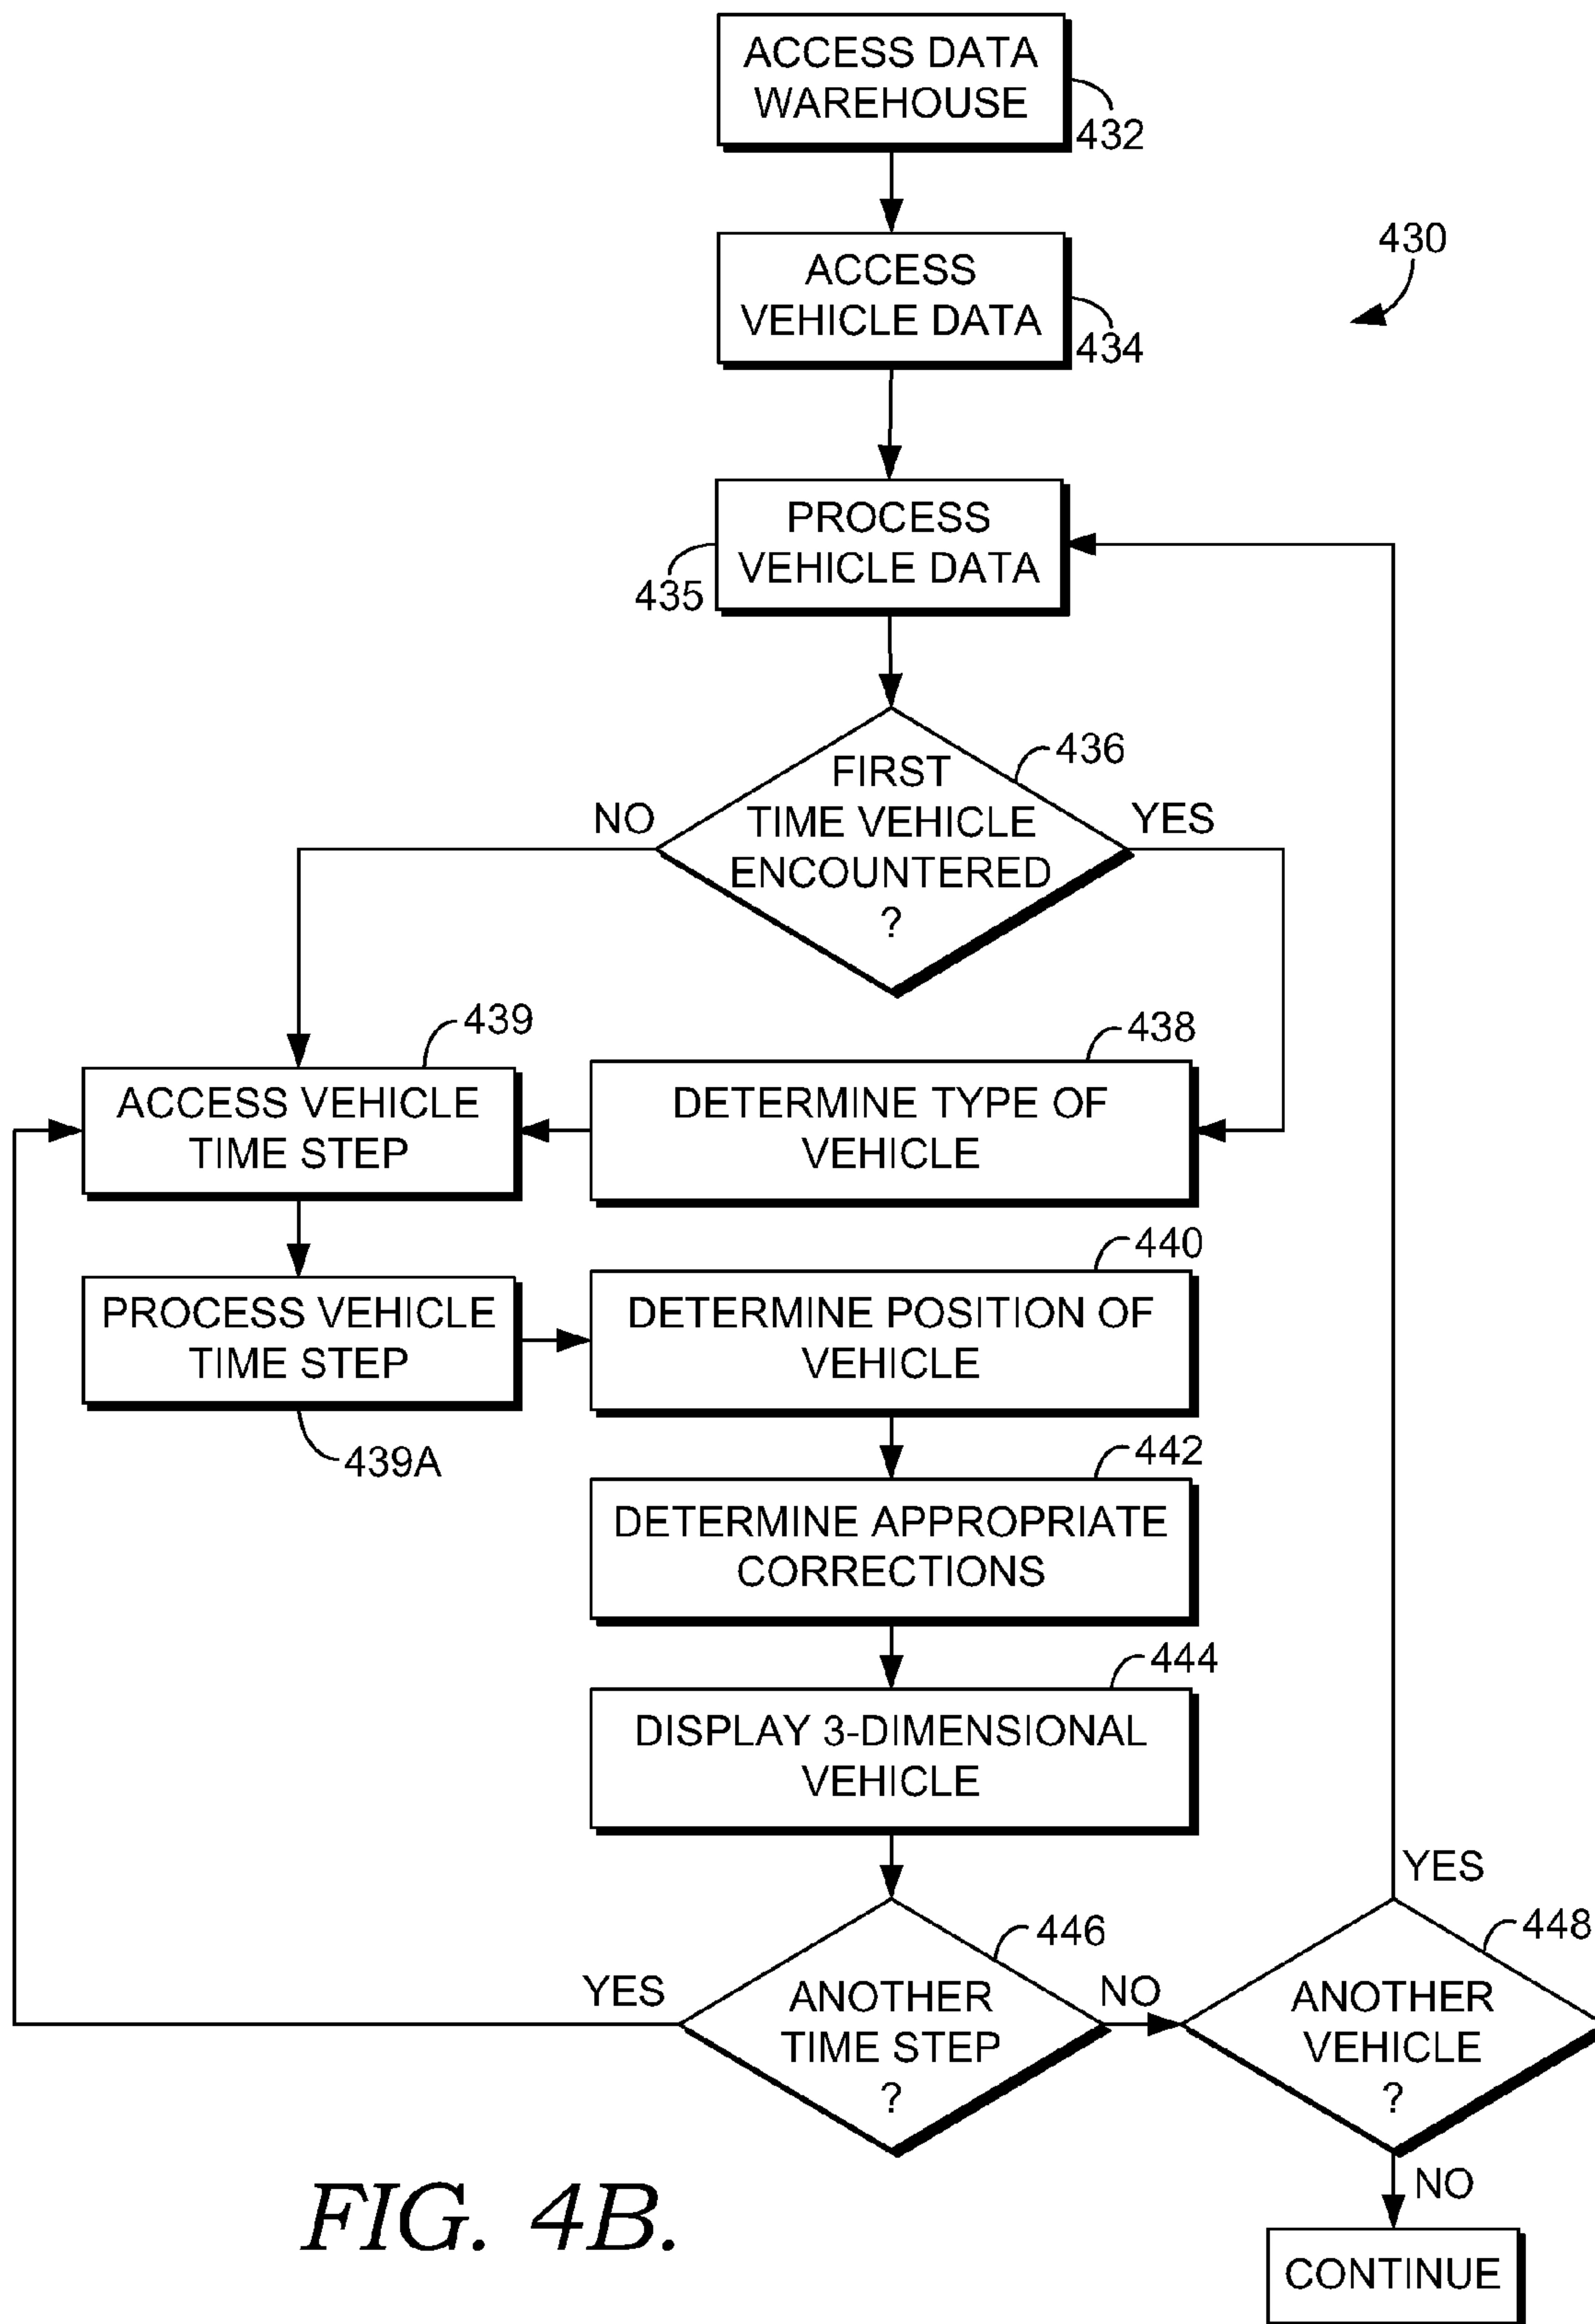 ACCESS DATA
WAREHOUSE
432
ACCESS
VEHICLE DATA
434
430
PROCESS
VEHICLE DATA
435
FIRST
TIME VEHICLE
ENCOUNTERED
?
436
NO
YES
439
ACCESS VEHICLE
TIME STEP
438
DETERMINE TYPE OF
VEHICLE
PROCESS VEHICLE
TIME STEP
439A
440
DETERMINE POSITION OF
VEHICLE
442
DETERMINE APPROPRIATE
CORRECTIONS
444
DISPLAY 3-DIMENSIONAL
VEHICLE
446
YES
ANOTHER
TIME STEP
?
NO
YES
448
ANOTHER
VEHICLE
?
NO
CONTINUE
FIG. 4B.